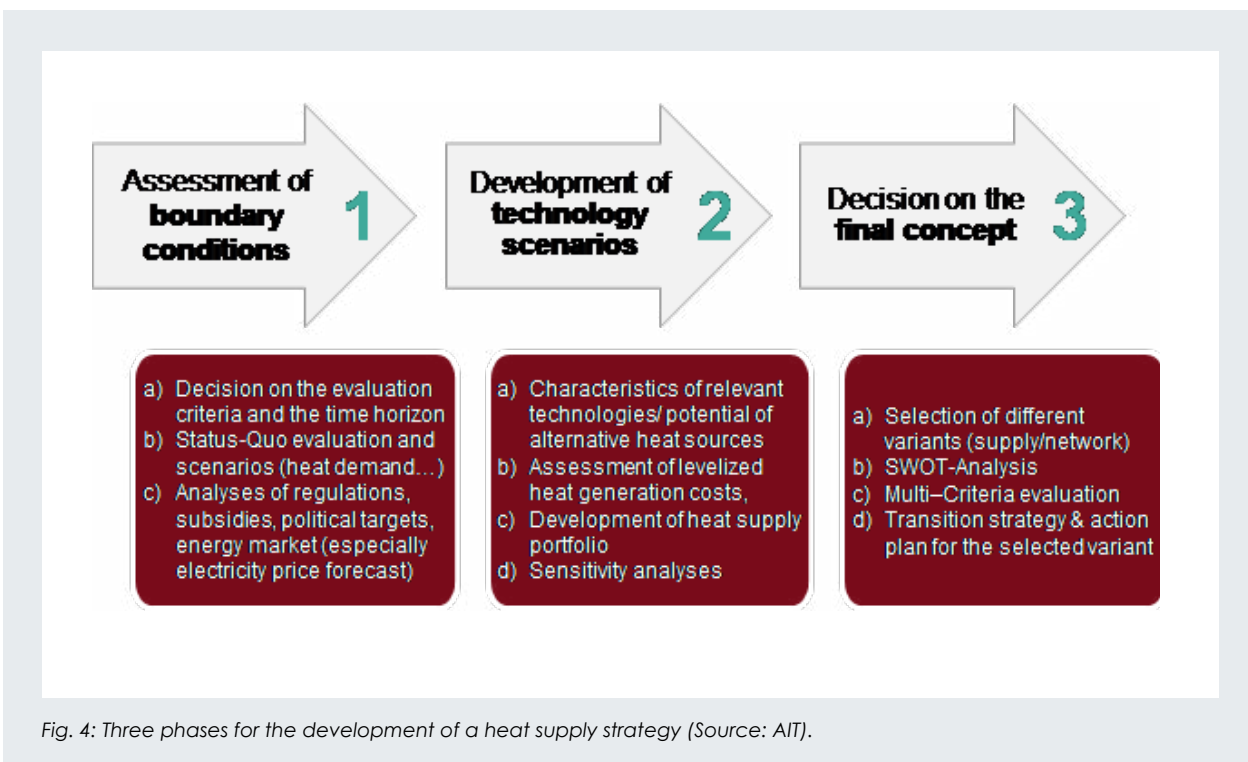 Assessment of
boundary
conditions
1
Development of
technology
scenarios
2
Decision on the
final concept
3
a) Decision on the evaluation
criteria and the time horizon
b) Status-Quo evaluation and
scenarios (heat demand...)
c) Analyses of regulations,
subsidies, political targets,
energy market (especially
electricity price forecast)
a) Characteristics of relevant
technologies/ potential of
alternative heat sources
b) Assessment of levelized
heat generation costs,
c) Development of heat supply
portfolio
d) Sensitivity analyses
a) Selection of different
variants (supply/network)
b) SWOT-Analysis
c) Multi–Criteria evaluation
d) Transition strategy & action
plan for the selected variant
Fig. 4: Three phases for the development of a heat supply strategy (Source: AIT).